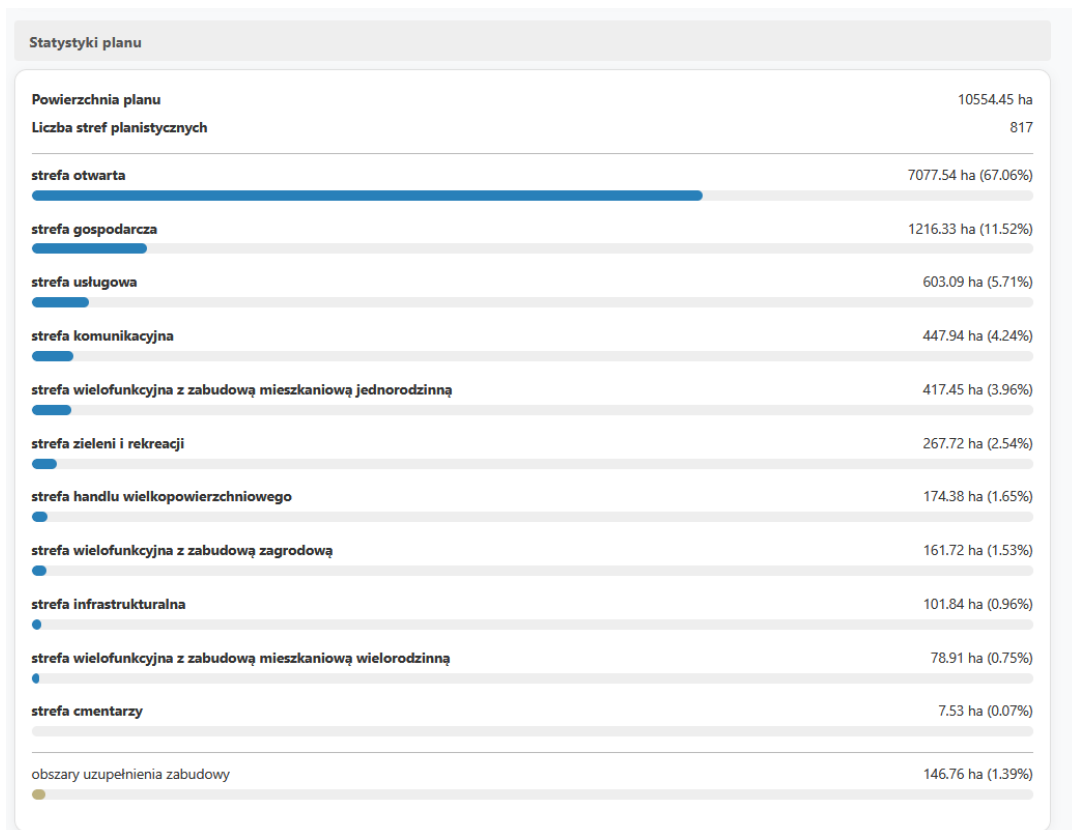 Statystyki planu
Powierzchnia planu 10554.45 ha
Liczba stref planistycznych 817
strefa otwarta 7077.54 ha (67.06%)
strefa gospodarcza 1216.33 ha (11.52%)
strefa usługowa 603.09 ha (5.71%)
strefa komunikacyjna 447.94 ha (4.24%)
strefa wielofunkcyjna z zabudową mieszkaniową jednorodzinną 417.45 ha (3.96%)
strefa zieleni i rekreacji 267.72 ha (2.54%)
strefa handlu wielkopowierzchniowego 174.38 ha (1.65%)
strefa wielofunkcyjna z zabudową zagrodową 161.72 ha (1.53%)
strefa infrastrukturalna 101.84 ha (0.96%)
strefa wielofunkcyjna z zabudową mieszkaniową wielorodzinną 78.91 ha (0.75%)
strefa cmentarzy 7.53 ha (0.07%)
obszary uzupełnienia zabudowy 146.76 ha (1.39%)